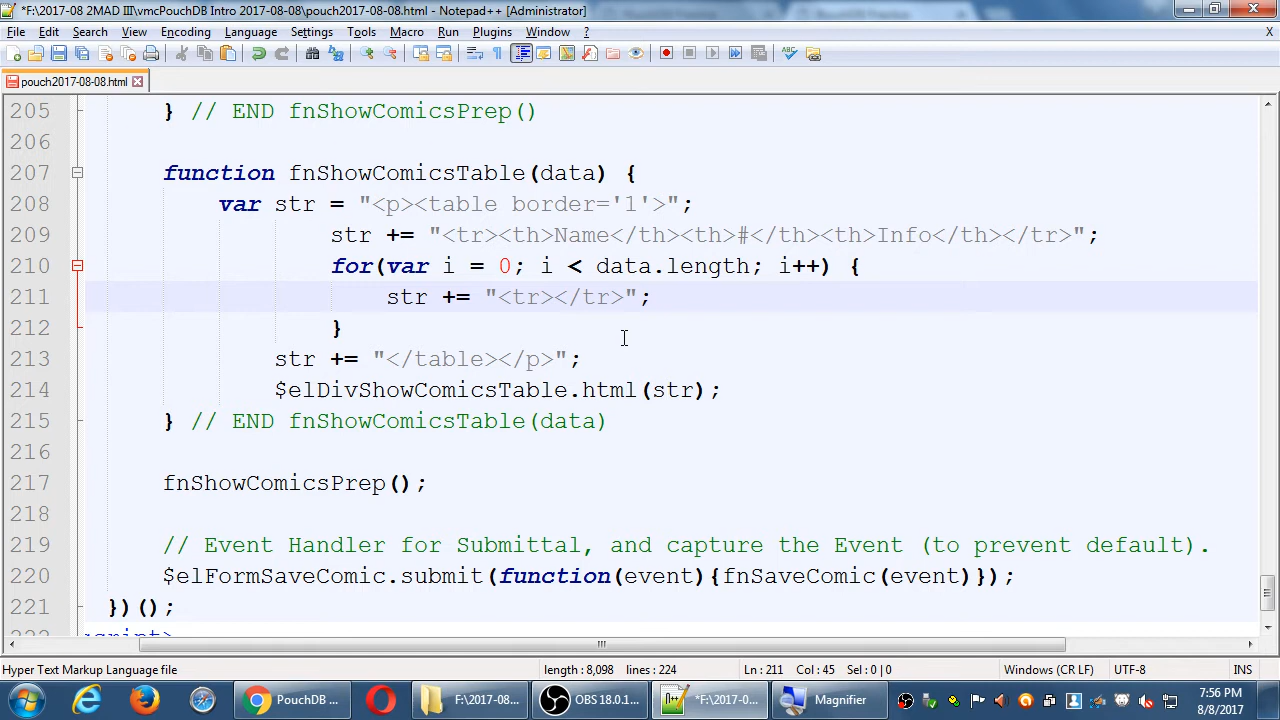 *F:\2017-08 2MAD III\vmcPouchDB Intro 2017-08-08\pouch2017-08-08.html - Notepad++ [Administrator]
File Edit Search View Encoding Language Settings Tools Macro Run Plugins Window ? X
pouch2017-08-08.html
205 } // END fnShowComicsPrep()
206
207 function fnShowComicsTable(data) {
208 var str = "<p><table border='1'>";
209 str += "<tr><th>Name</th><th>#</th><th>Info</th></tr>";
210 for(var i = 0; i < data.length; i++) {
211 str += "<tr></tr>";
212 }
213 str += "</table></p>";
214 $elDivShowComicsTable.html(str);
215 } // END fnShowComicsTable(data)
216
217 fnShowComicsPrep();
218
219 // Event Handler for Submittal, and capture the Event (to prevent default).
220 $elFormSaveComic.submit(function(event){fnSaveComic(event)});
221 })();
Hyper Text Markup Language file length : 8,098 lines : 224 Ln : 211 Col : 45 Sel : 0 | 0 Windows (CR LF) UTF-8 INS
PouchDB ... F:\2017-08... OBS 18.0.1... *F:\2017-0... Magnifier 7:56 PM
8/8/2017